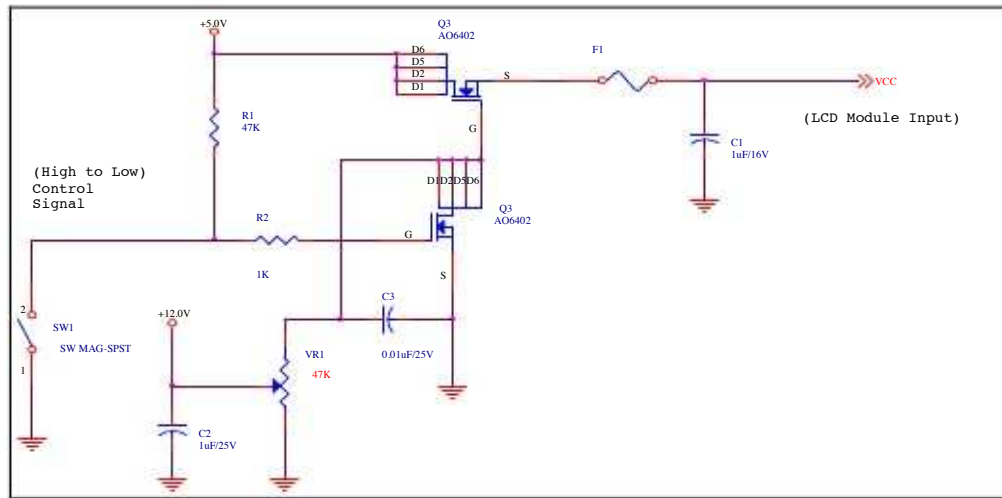 +5.0V
Q3
AO6402
D6
D5
D2
D1
S
G
F1
VCC
(LCD Module Input)
C1
1uF/16V
R1
47K
(High to Low)
Control
Signal
D1D2D5D6
Q3
AO6402
R2
1K
G
S
2
SW1
SW MAG-SPST
1
+12.0V
C3
0.01uF/25V
VR1
47K
C2
1uF/25V